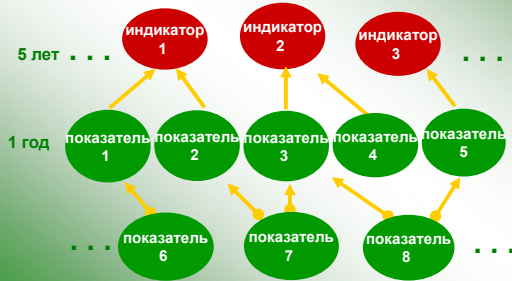 индикатор
1
индикатор
2
индикатор
3
5 лет . . .
. . .
1 год
показатель
1
показатель
2
показатель
3
показатель
4
показатель
5
. . .
показатель
6
показатель
7
показатель
8
. . .